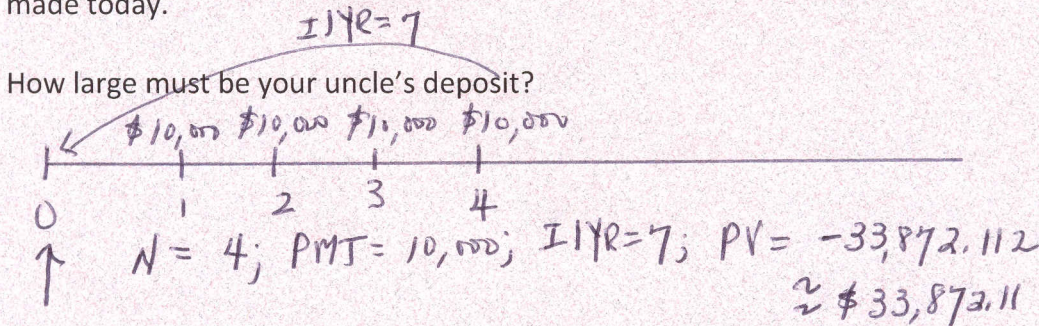 made today.
I/YR = 7
How large must be your uncle's deposit?
$10,000 $10,000 $10,000 $10,000
0 1 2 3 4
N = 4; PMT = 10,000; I/YR=7; PV = -33,872.112
≈ $33,872.11